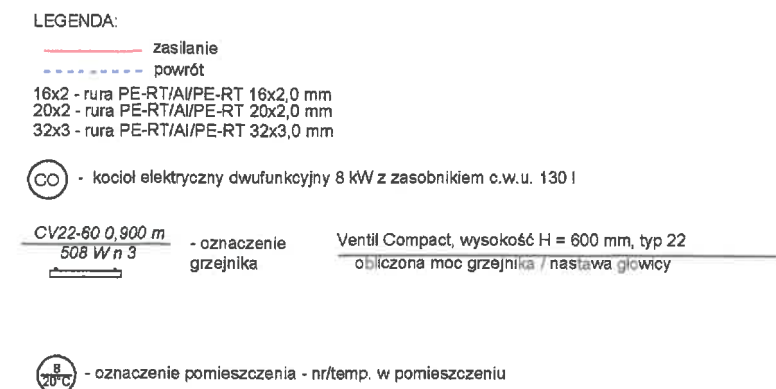 LEGENDA:
zasilanie
powrót
16x2 - rura PE-RT/Al/PE-RT 16x2,0 mm
20x2 - rura PE-RT/Al/PE-RT 20x2,0 mm
32x3 - rura PE-RT/Al/PE-RT 32x3,0 mm
CO - kocioł elektryczny dwufunkcyjny 8 kW z zasobnikiem c.w.u. 130 l
CV22-60 0,900 m
508 W n 3
- oznaczenie
grzejnika
Ventil Compact, wysokość H = 600 mm, typ 22
obliczona moc grzejnika / nastawa głowicy
8
20°C
- oznaczenie pomieszczenia - nr/temp. w pomieszczeniu